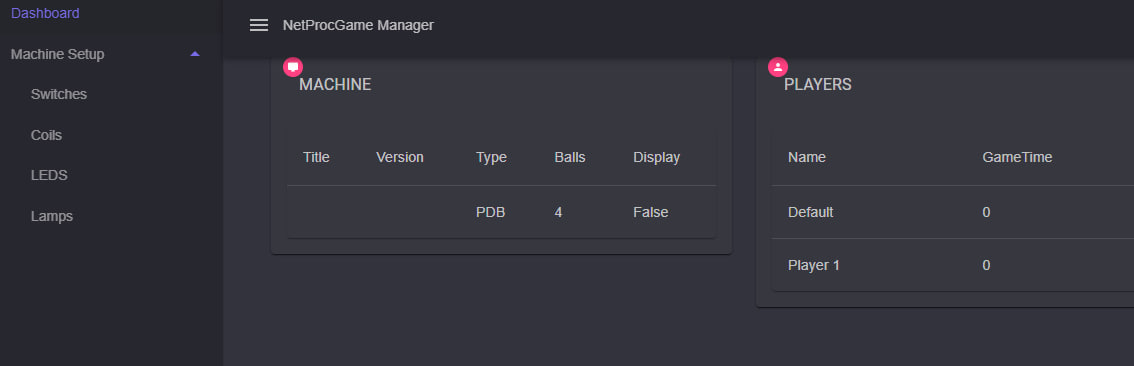 Dashboard
Machine Setup
Switches
Coils
LEDS
Lamps
NetProcGame Manager
MACHINE
Title Version Type Balls Display
PDB 4 False
PLAYERS
Name GameTime
Default 0
Player 1 0